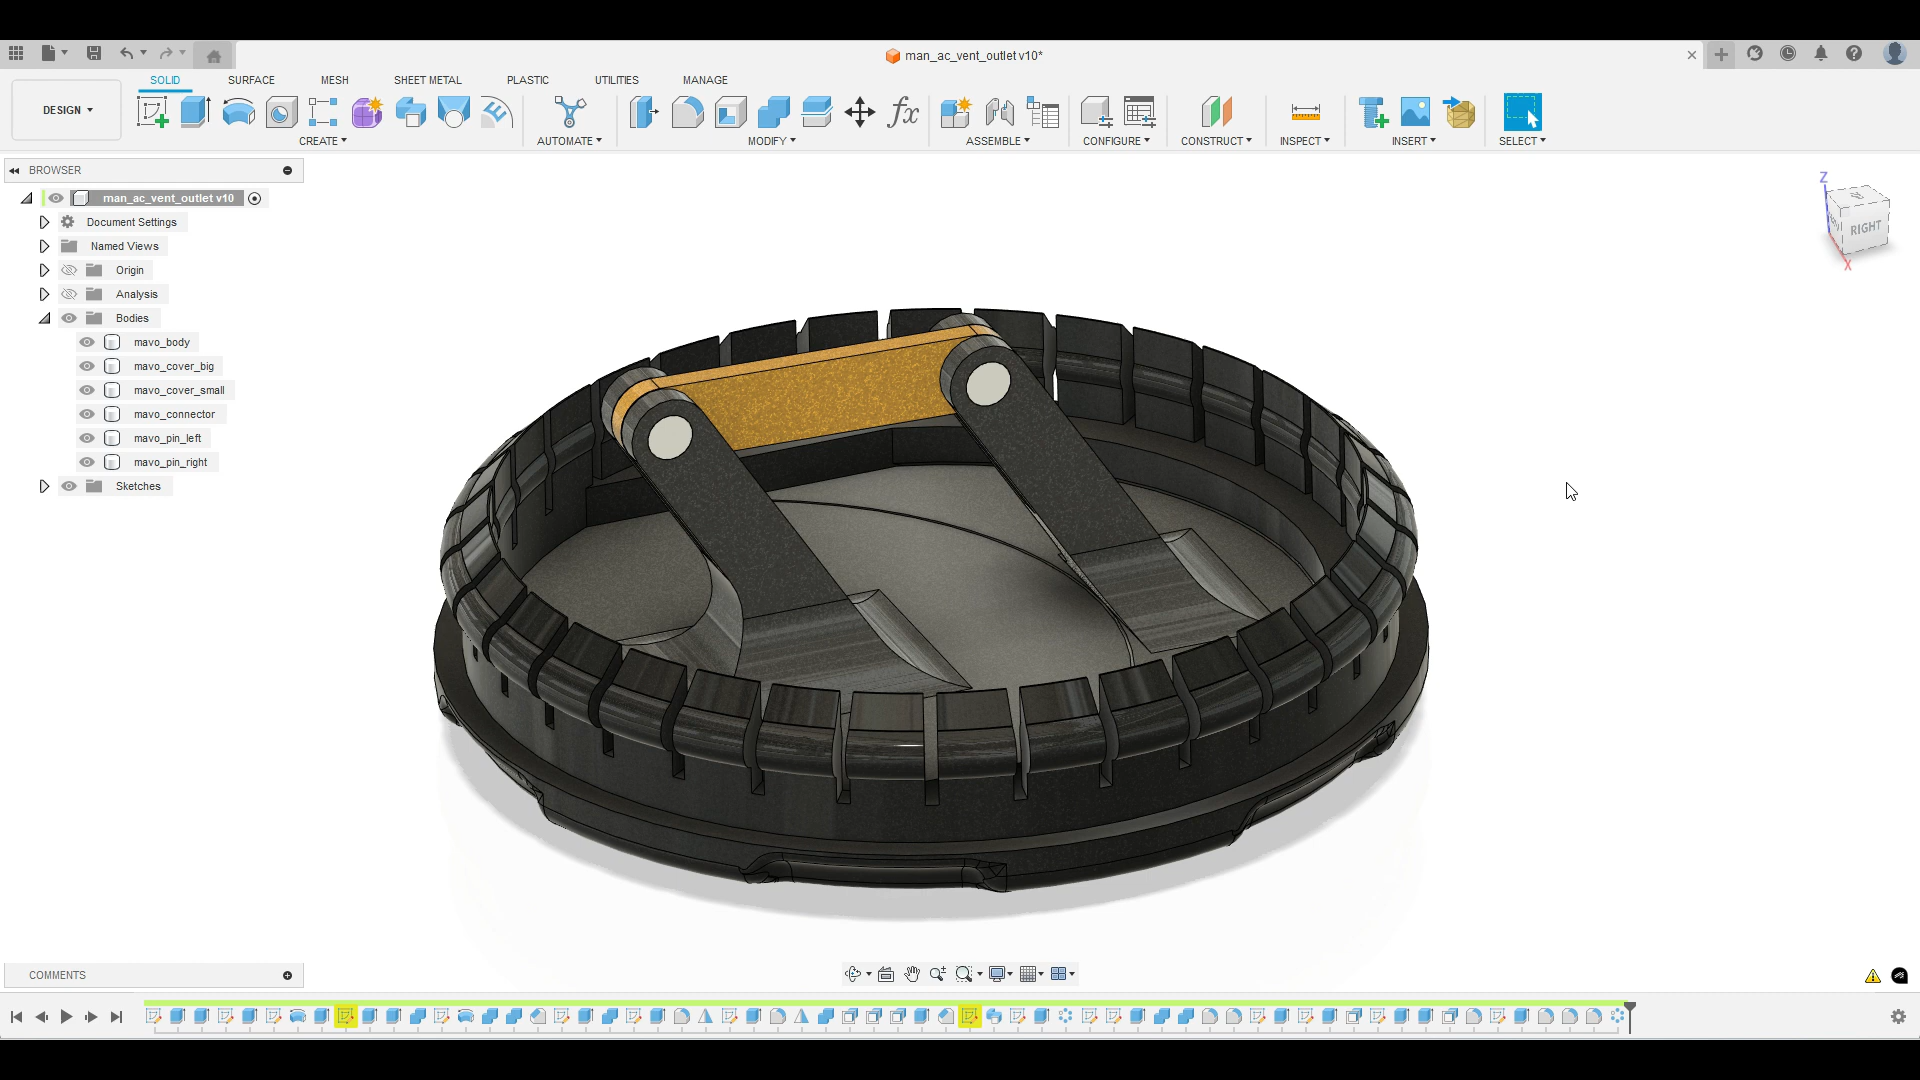 man_ac_vent_outlet v10*
SOLID SURFACE MESH SHEET METAL PLASTIC UTILITIES MANAGE
DESIGN
CREATE AUTOMATE MODIFY ASSEMBLE CONFIGURE CONSTRUCT INSPECT INSERT SELECT
BROWSER
man_ac_vent_outlet v10
Document Settings
Named Views
Origin
Analysis
Bodies
mavo_body
mavo_cover_big
mavo_cover_small
mavo_connector
mavo_pin_left
mavo_pin_right
Sketches
Z
RIGHT
X
COMMENTS